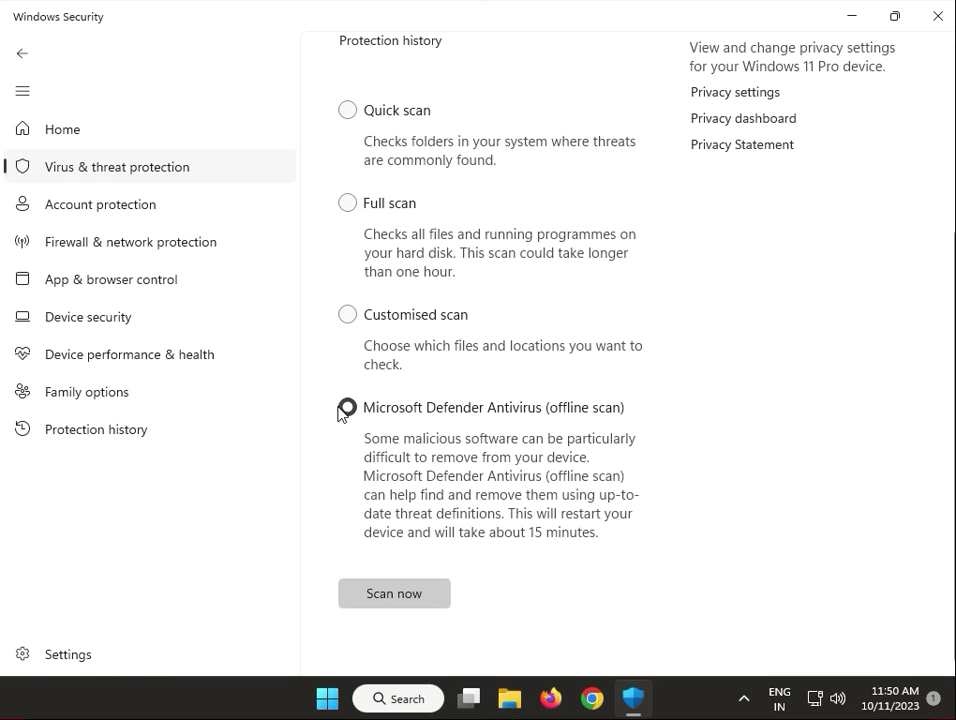 Windows Security
Home
Virus & threat protection
Account protection
Firewall & network protection
App & browser control
Device security
Device performance & health
Family options
Protection history
Settings
Protection history
Quick scan
Checks folders in your system where threats
are commonly found.
Full scan
Checks all files and running programmes on
your hard disk. This scan could take longer
than one hour.
Customised scan
Choose which files and locations you want to
check.
Microsoft Defender Antivirus (offline scan)
Some malicious software can be particularly
difficult to remove from your device.
Microsoft Defender Antivirus (offline scan)
can help find and remove them using up-to-
date threat definitions. This will restart your
device and will take about 15 minutes.
Scan now
View and change privacy settings
for your Windows 11 Pro device.
Privacy settings
Privacy dashboard
Privacy Statement
Search
ENG
IN
11:50 AM
10/11/2023
1